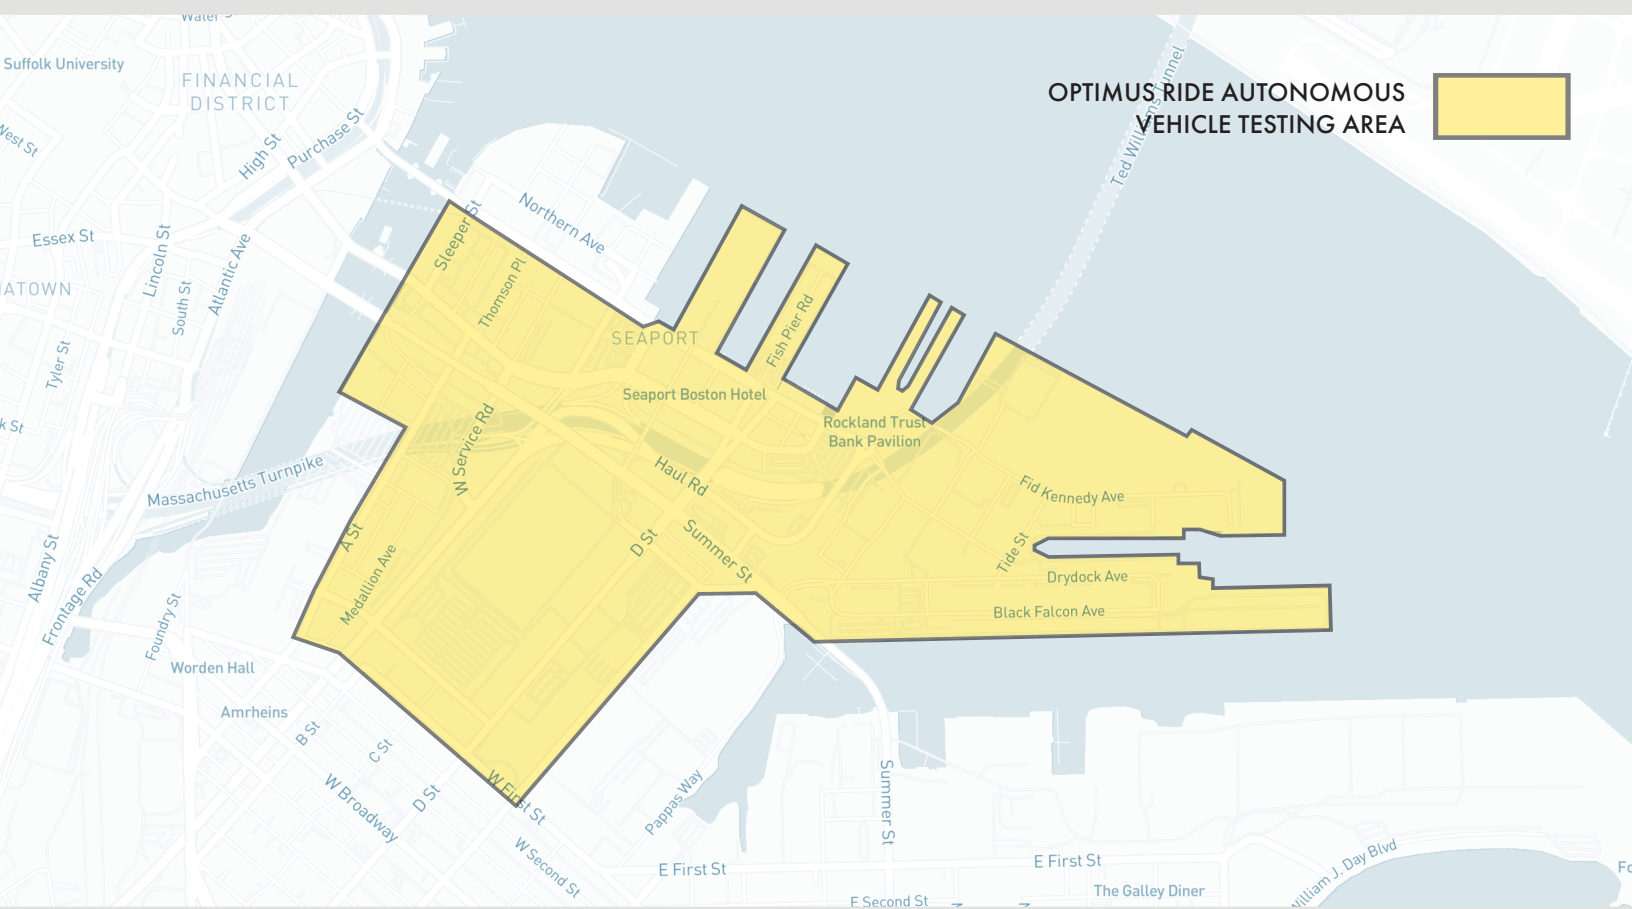 Water S
Suffolk University
FINANCIAL
DISTRICT
OPTIMUS RIDE AUTONOMOUS
VEHICLE TESTING AREA
Ted Williams Tunnel
West St
High St
Purchase St
Northern Ave
Sleeper St
Essex St
Lincoln St
Atlantic Ave
South St
ATOWN
Thomson Pl
Tyler St
SEAPORT
Fish Pier Rd
Seaport Boston Hotel
k St
W Service Rd
Rockland Trust
Bank Pavilion
Massachusetts Turnpike
Haul Rd
Fid Kennedy Ave
A St
D St
Summer St
Tide St
Albany St
Medallion Ave
Drydock Ave
Frontage Rd
Foundry St
Black Falcon Ave
Worden Hall
Amrheins
B St
C St
D St
W Broadway
W First St
Pappas Way
Summer St
W Second St
E First St
E First St
William J. Day Blvd
Fo
The Galley Diner
E Second St